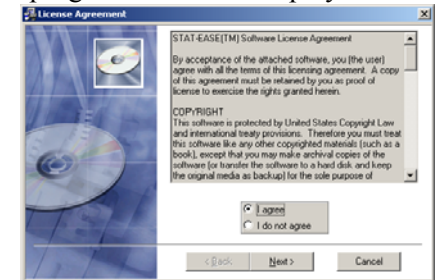 License Agreement
STAT-EASE[TM] Software License Agreement
By acceptance of the attached software, you (the user)
agree with all the terms of this licensing agreement. A copy
of this agreement must be retained by you as proof of
license to exercise the rights granted herein.
COPYRIGHT
This software is protected by United States Copyright Law
and international treaty provisions. Therefore you must treat
this software like any other copyrighted materials (such as a
book), except that you may make archival copies of the
software (or transfer the software to a hard disk and keep
the original media as backup) for the sole purpose of
I agree
I do not agree
< Back Next > Cancel